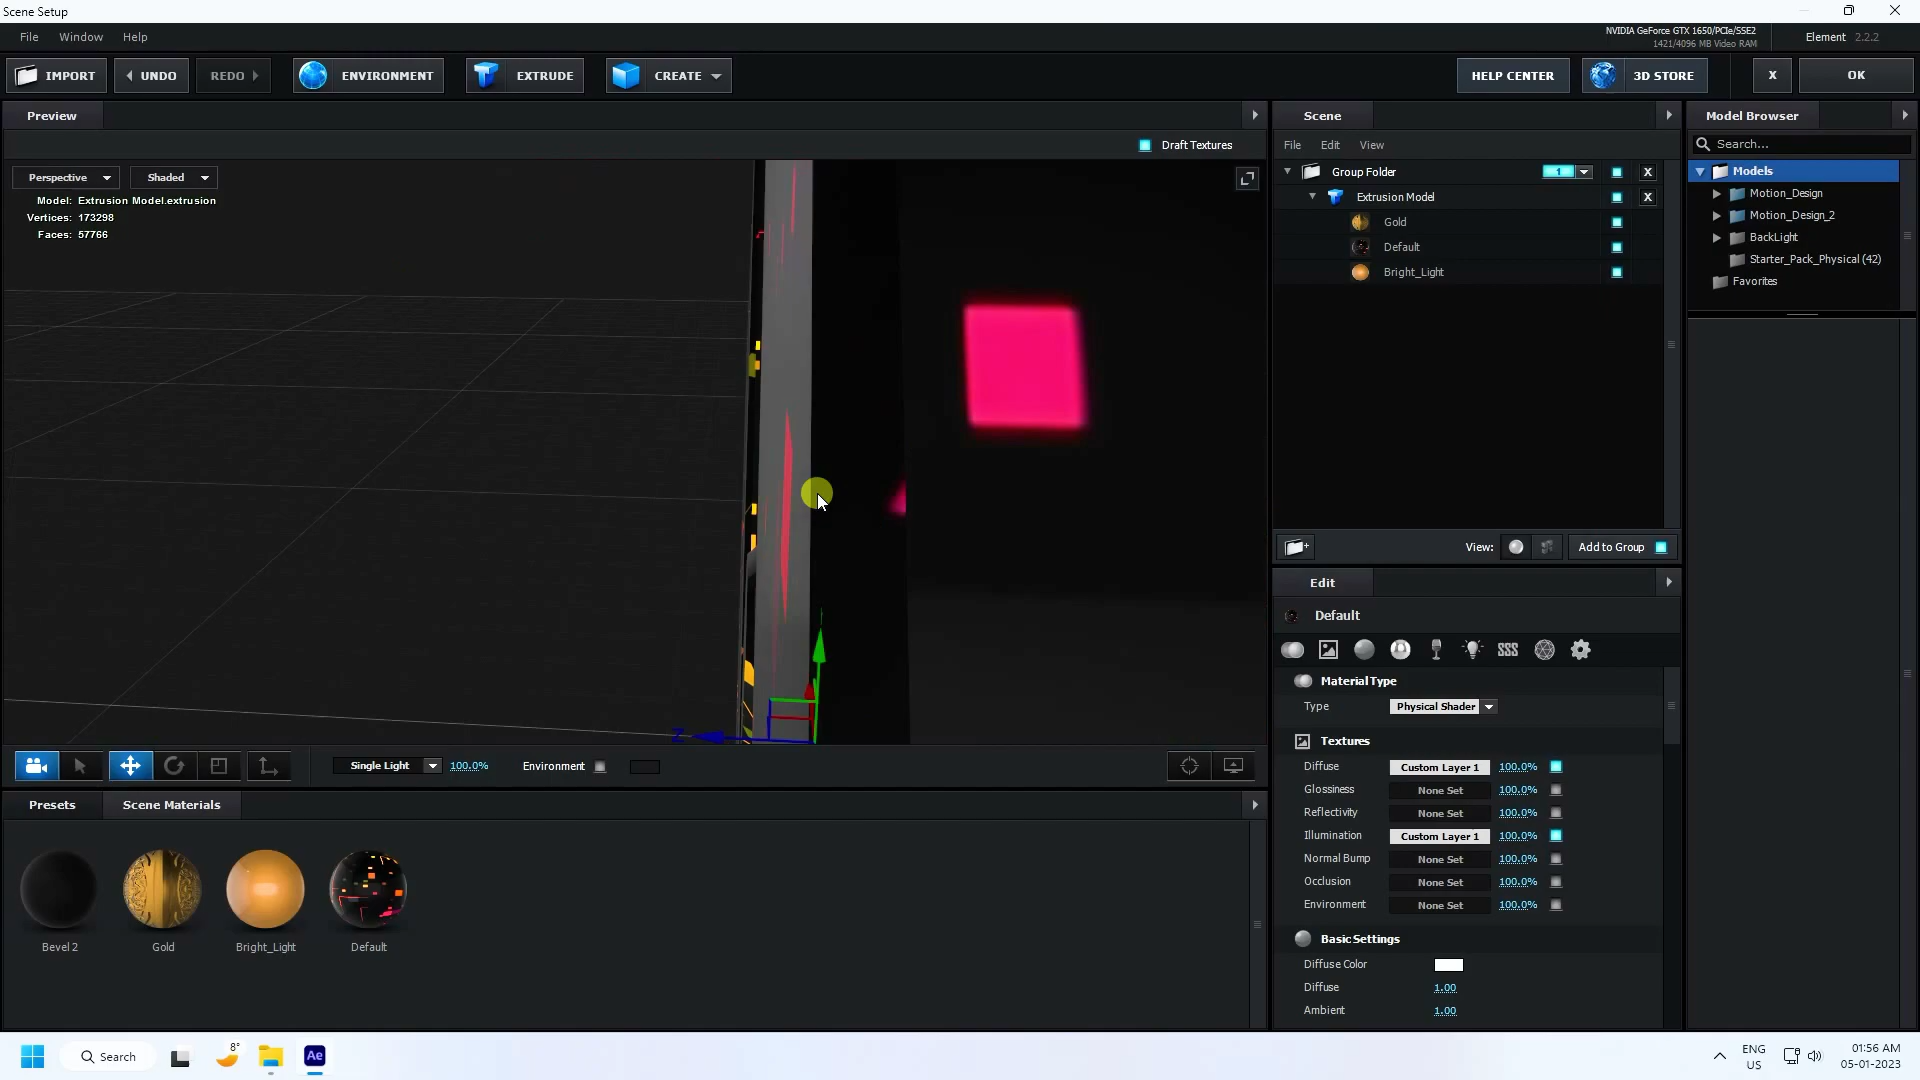 Scene Setup
File Window Help
NVIDIA GeForce GTX 1650/PCIe/SSE2
1421/4096 MB Video RAM
Element 2.2.2
IMPORT UNDO REDO ENVIRONMENT EXTRUDE CREATE HELP CENTER 3D STORE X OK
Preview
Draft Textures
Perspective Shaded
Model: Extrusion Model.extrusion
Vertices: 173298
Faces: 57766
Z
Single Light 100.0% Environment
Presets Scene Materials
Bevel 2 Gold Bright_Light Default
Scene
File Edit View
Group Folder 1 X
Extrusion Model X
Gold
Default
Bright_Light
View: Add to Group
Edit
Default
SSS
Material Type
Type Physical Shader
Textures
Diffuse Custom Layer 1 100.0%
Glossiness None Set 100.0%
Reflectivity None Set 100.0%
Illumination Custom Layer 1 100.0%
Normal Bump None Set 100.0%
Occlusion None Set 100.0%
Environment None Set 100.0%
Basic Settings
Diffuse Color
Diffuse 1.00
Ambient 1.00
Model Browser
Search...
Models
Motion_Design
Motion_Design_2
BackLight
Starter_Pack_Physical (42)
Favorites
Search
8°
Ae
ENG
US
01:56 AM
05-01-2023